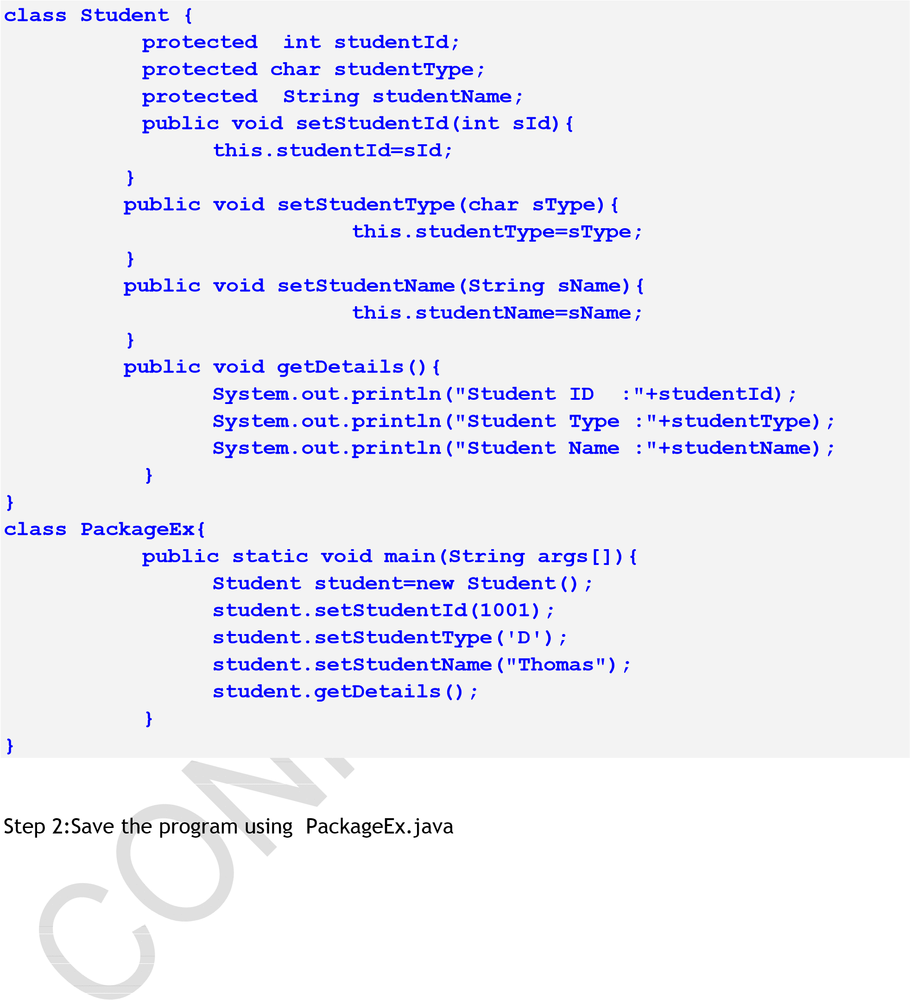 class Student {
protected  int studentId;
protected char studentType;
protected  String studentName;
public void setStudentId(int sId){
this.studentId=sId;
}
public void setStudentType(char sType){
this.studentType=sType;
}
public void setStudentName(String sName){
this.studentName=sName;
}
public void getDetails(){
System.out.println("Student ID  :"+studentId);
System.out.println("Student Type :"+studentType);
System.out.println("Student Name :"+studentName);
}
}
class PackageEx{
public static void main(String args[]){
Student student=new Student();
student.setStudentId(1001);
student.setStudentType('D');
student.setStudentName("Thomas");
student.getDetails();
}
}
Step 2:Save the program using  PackageEx.java